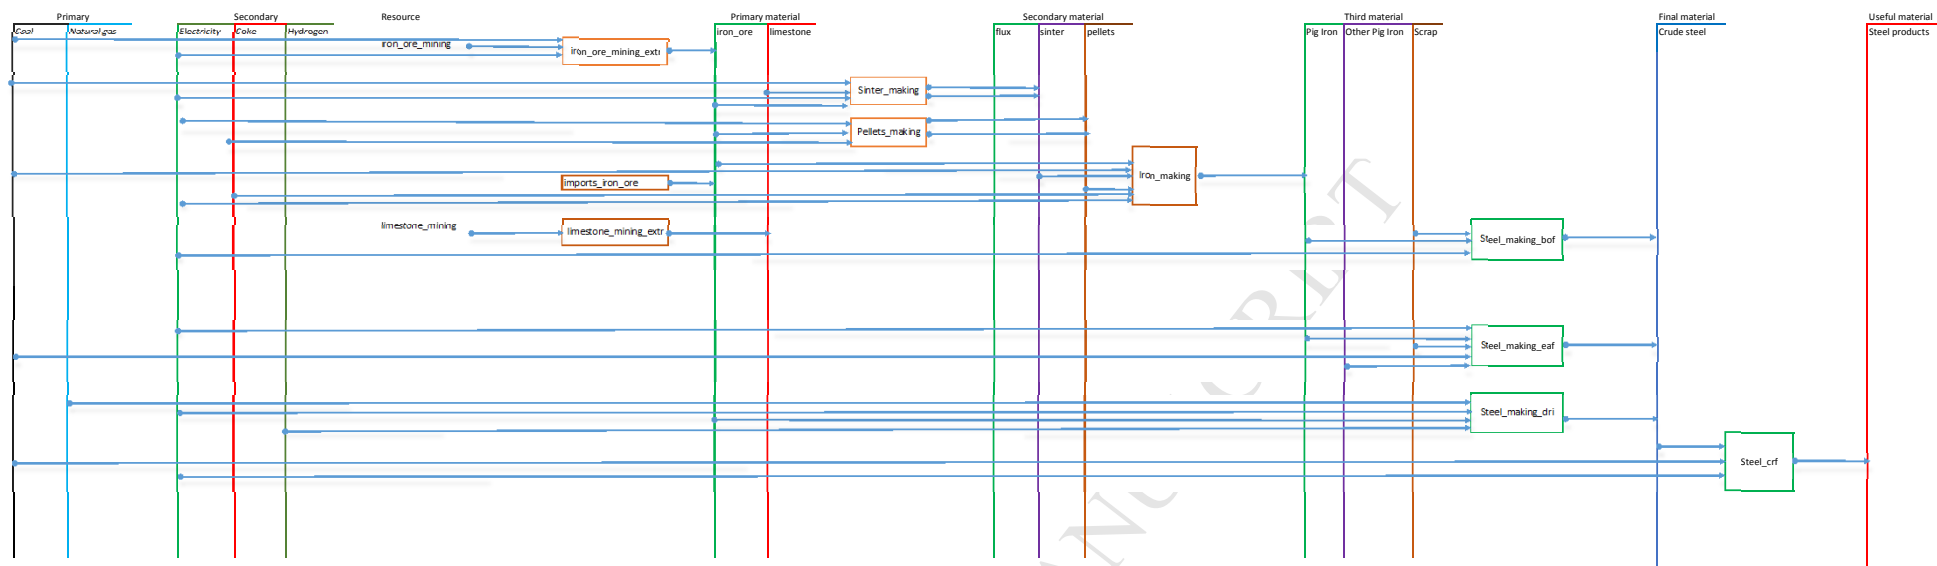 Primary Secondary Resource Primary material Secondary material Third material Final material Useful material
Coal Natural gas Electricity Coke Hydrogen iron_ore limestone flux sinter pellets Pig Iron Other Pig Iron Scrap Crude steel Steel products
iron_ore_mining iron_ore_mining_extr
Sinter_making
Pellets_making
Iron_making
imports_iron_ore
limestone_mining limestone_mining_extr
Steel_making_bof
Steel_making_eaf
Steel_making_dri
Steel_crf